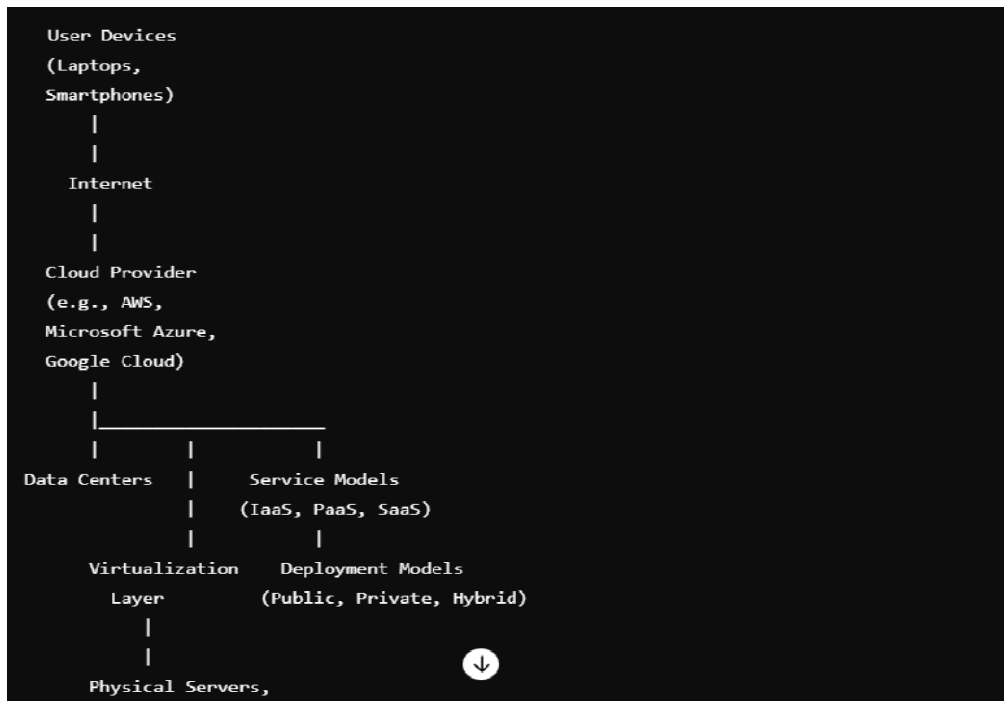 User Devices
(Laptops,
Smartphones)
Internet
Cloud Provider
(e.g., AWS,
Microsoft Azure,
Google Cloud)
Data Centers Service Models
(IaaS, PaaS, SaaS)
Virtualization Deployment Models
Layer (Public, Private, Hybrid)
Physical Servers,